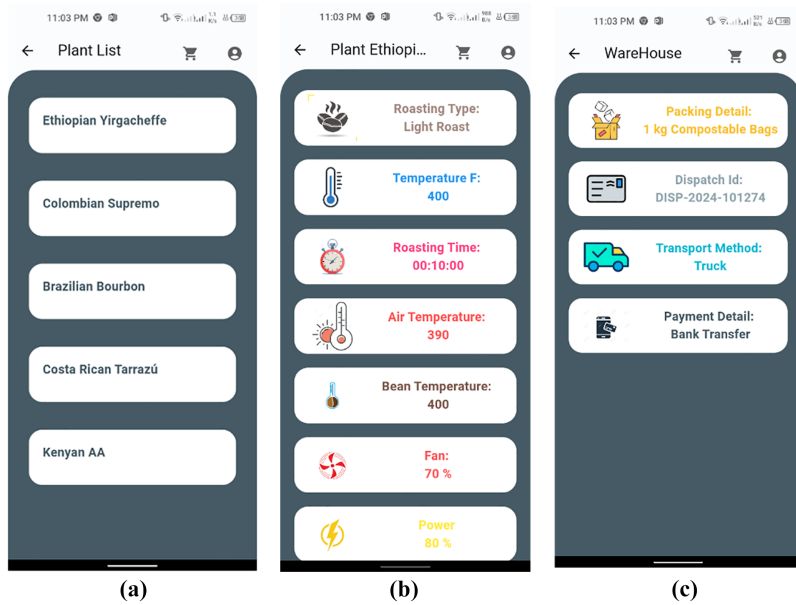 11:03 PM
Plant List
Ethiopian Yirgacheffe
Colombian Supremo
Brazilian Bourbon
Costa Rican Tarrazú
Kenyan AA
(a)
11:03 PM
Plant Ethiopi...
Roasting Type:
Light Roast
Temperature F:
400
Roasting Time:
00:10:00
Air Temperature:
390
Bean Temperature:
400
Fan:
70 %
Power
80 %
(b)
11:03 PM
WareHouse
Packing Detail:
1 kg Compostable Bags
Dispatch Id:
DISP-2024-101274
Transport Method:
Truck
Payment Detail:
Bank Transfer
(c)